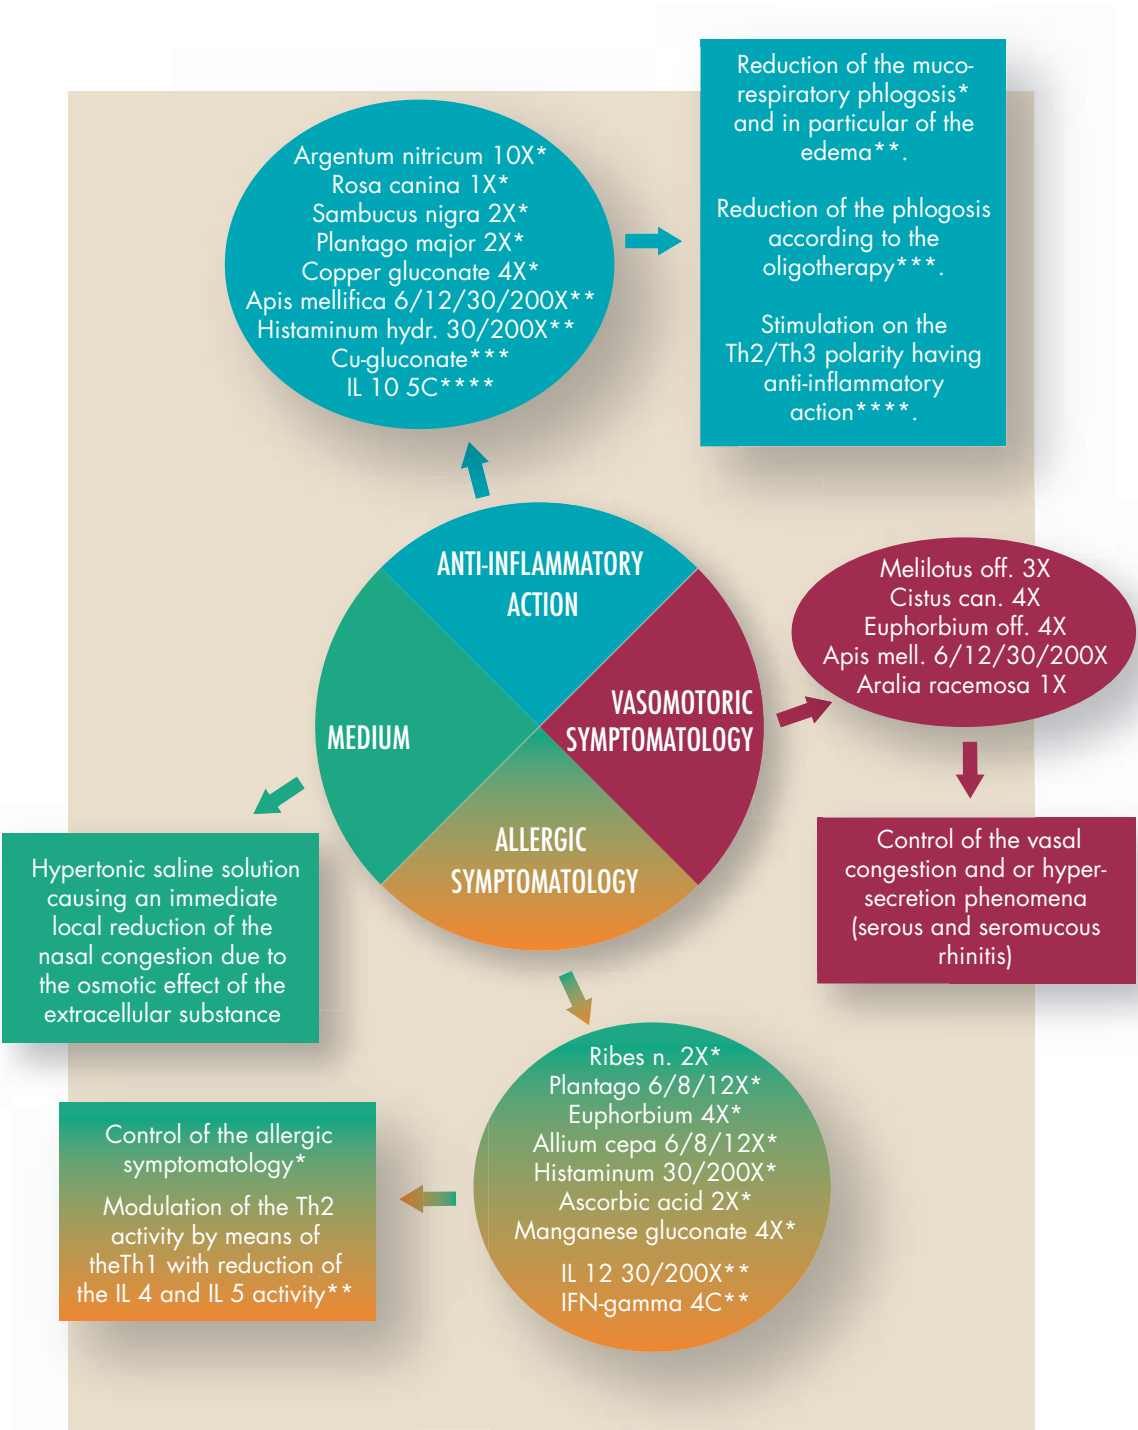 Argentum nitricum 10X*
Rosa canina 1X*
Sambucus nigra 2X*
Plantago major 2X*
Copper gluconate 4X*
Apis mellifica 6/12/30/200X**
Histaminum hydr. 30/200X**
Cu-gluconate***
IL 10 5C****
Reduction of the muco-
respiratory phlogosis*
and in particular of the
edema**.
Reduction of the phlogosis
according to the
oligotherapy***.
Stimulation on the
Th2/Th3 polarity having
anti-inflammatory
action****.
ANTI-INFLAMMATORY
ACTION
VASOMOTORIC
SYMPTOMATOLOGY
MEDIUM
ALLERGIC
SYMPTOMATOLOGY
Melilotus off. 3X
Cistus can. 4X
Euphorbium off. 4X
Apis mell. 6/12/30/200X
Aralia racemosa 1X
Control of the vasal
congestion and or hyper-
secretion phenomena
(serous and seromucous
rhinitis)
Hypertonic saline solution
causing an immediate
local reduction of the
nasal congestion due to
the osmotic effect of the
extracellular substance
Ribes n. 2X*
Plantago 6/8/12X*
Euphorbium 4X*
Allium cepa 6/8/12X*
Histaminum 30/200X*
Ascorbic acid 2X*
Manganese gluconate 4X*
IL 12 30/200X**
IFN-gamma 4C**
Control of the allergic
symptomatology*
Modulation of the Th2
activity by means of
theTh1 with reduction of
the IL 4 and IL 5 activity**